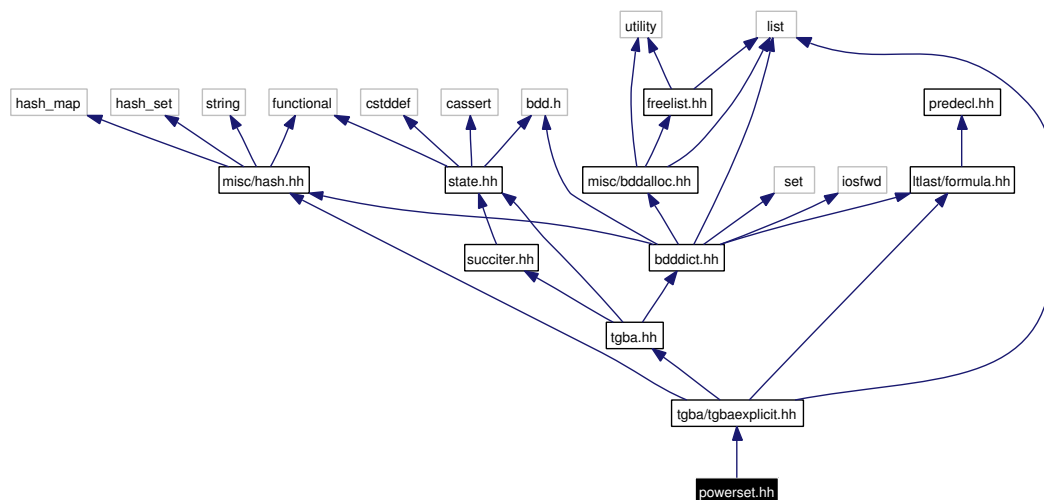 utility
list
hash_map
hash_set
string
functional
cstddef
cassert
bdd.h
freelist.hh
predecl.hh
misc/hash.hh
state.hh
misc/bddalloc.hh
set
iosfwd
ltlast/formula.hh
succiter.hh
bdddict.hh
tgba.hh
tgba/tgbaexplicit.hh
powerset.hh